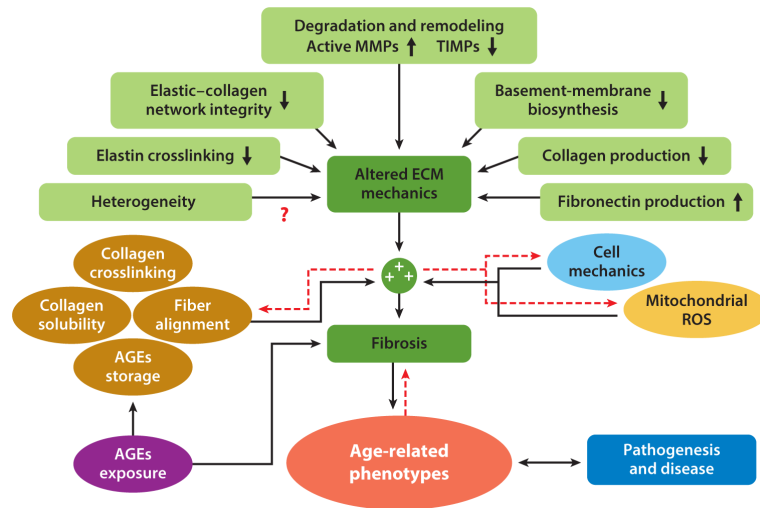 Degradation and remodeling
Active MMPs ↑ TIMPs ↓
Elastic–collagen
network integrity ↓
Basement-membrane
biosynthesis ↓
Elastin crosslinking ↓
Altered ECM
mechanics
Collagen production ↓
Heterogeneity
?
Fibronectin production ↑
Collagen
crosslinking
+ + +
Cell
mechanics
Collagen
solubility
Fiber
alignment
Mitochondrial
ROS
Fibrosis
AGEs
storage
AGEs
exposure
Age-related
phenotypes
Pathogenesis
and disease